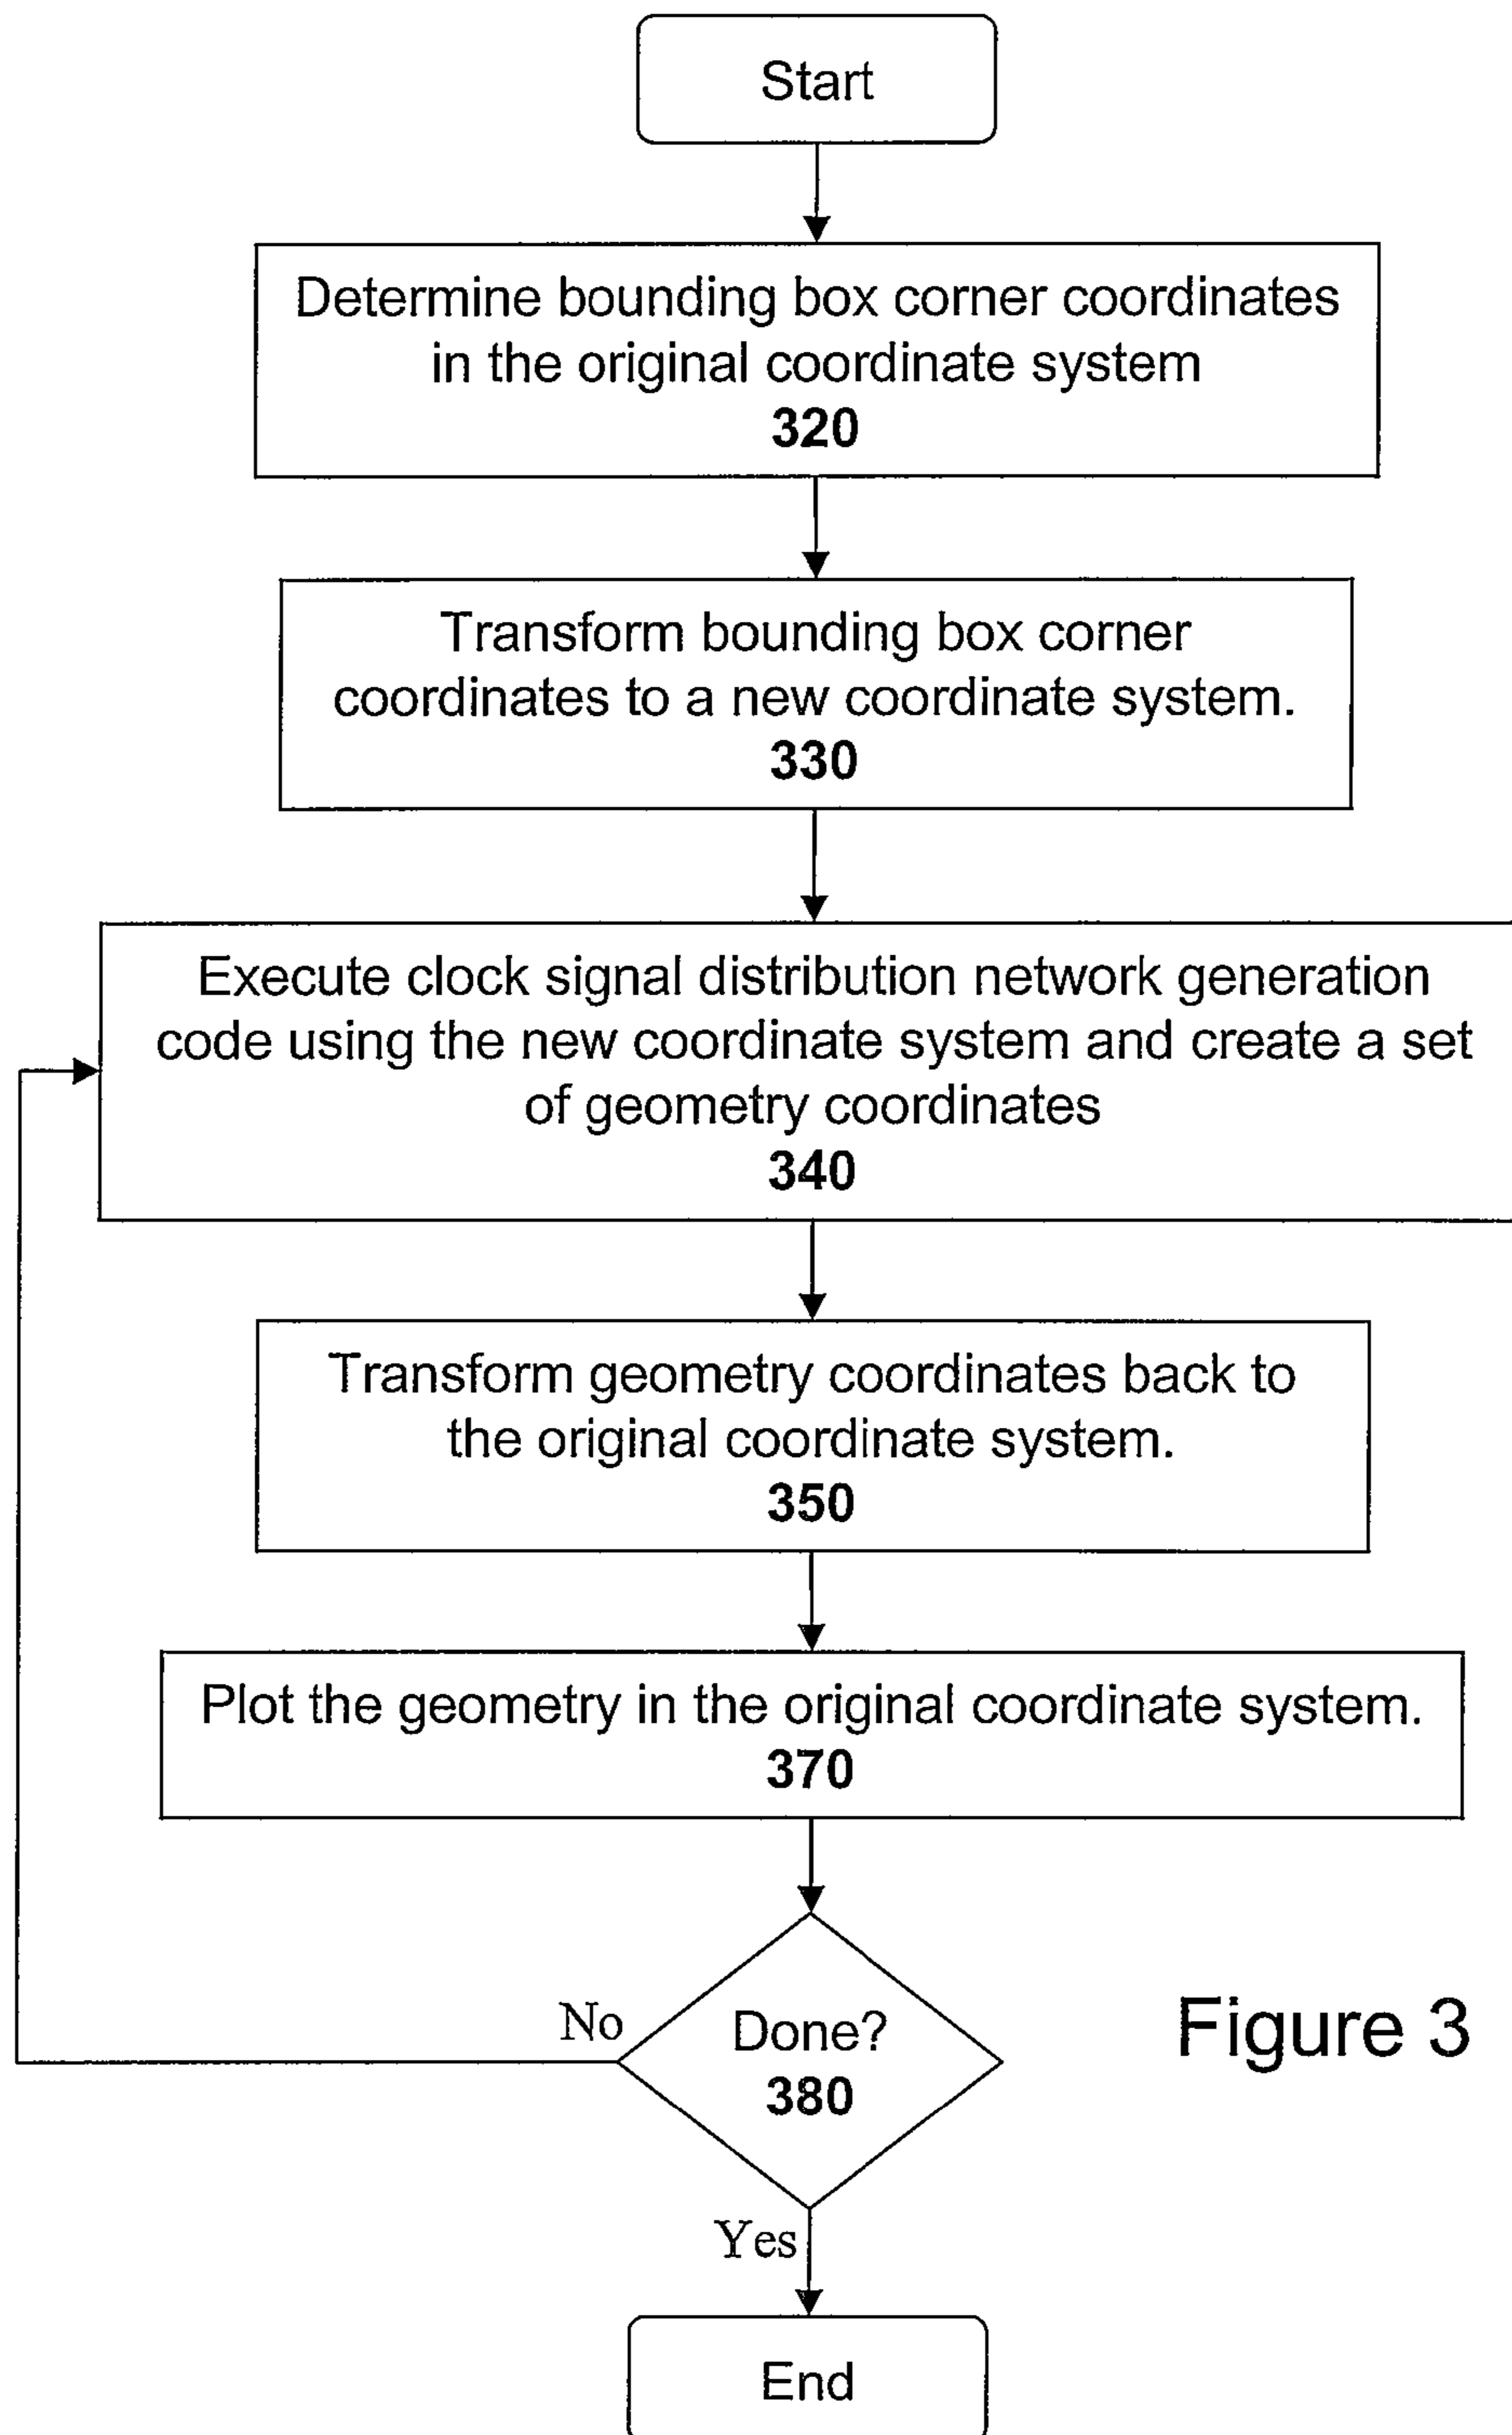 Start
Determine bounding box corner coordinates
in the original coordinate system
320
Transform bounding box corner
coordinates to a new coordinate system.
330
Execute clock signal distribution network generation
code using the new coordinate system and create a set
of geometry coordinates
340
Transform geometry coordinates back to
the original coordinate system.
350
Plot the geometry in the original coordinate system.
370
No
Done?
380
Figure 3
Yes
End